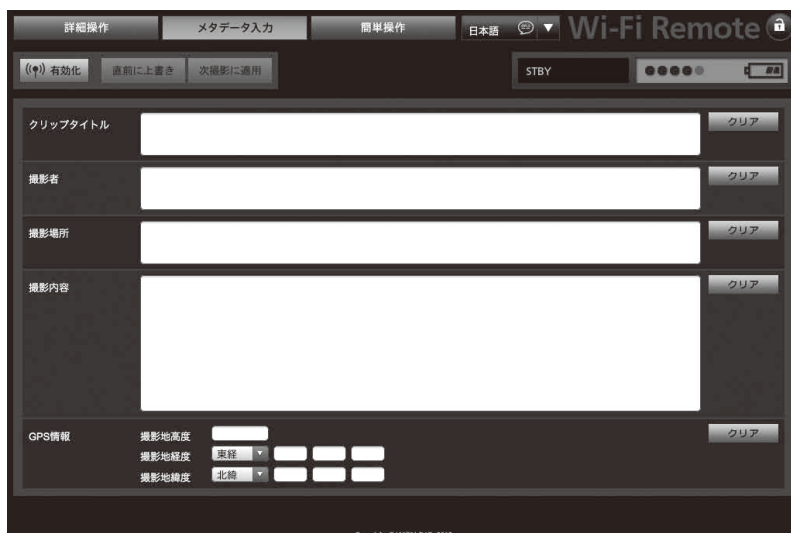 詳細操作 メタデータ入力 簡単操作 日本語 Wi-Fi Remote
有効化 直前に上書き 次撮影に適用 STBY
クリップタイトル クリア
撮影者 クリア
撮影場所 クリア
撮影内容 クリア
GPS情報 撮影地高度 クリア
撮影地経度 東経
撮影地緯度 北緯